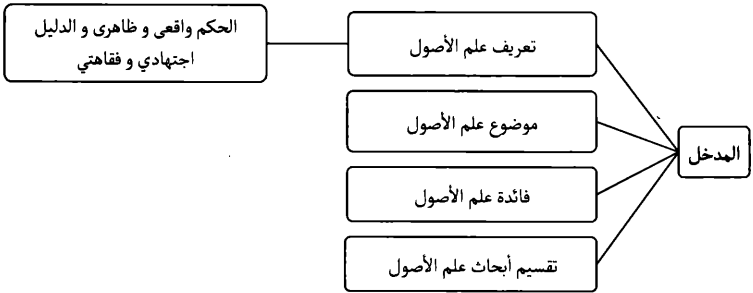 المدخل
تعريف علم الأصول
الحكم واقعى و ظاهرى و الدليل
اجتهادي و فقاهتي
موضوع علم الأصول
فائدة علم الأصول
تقسيم أبحاث علم الأصول